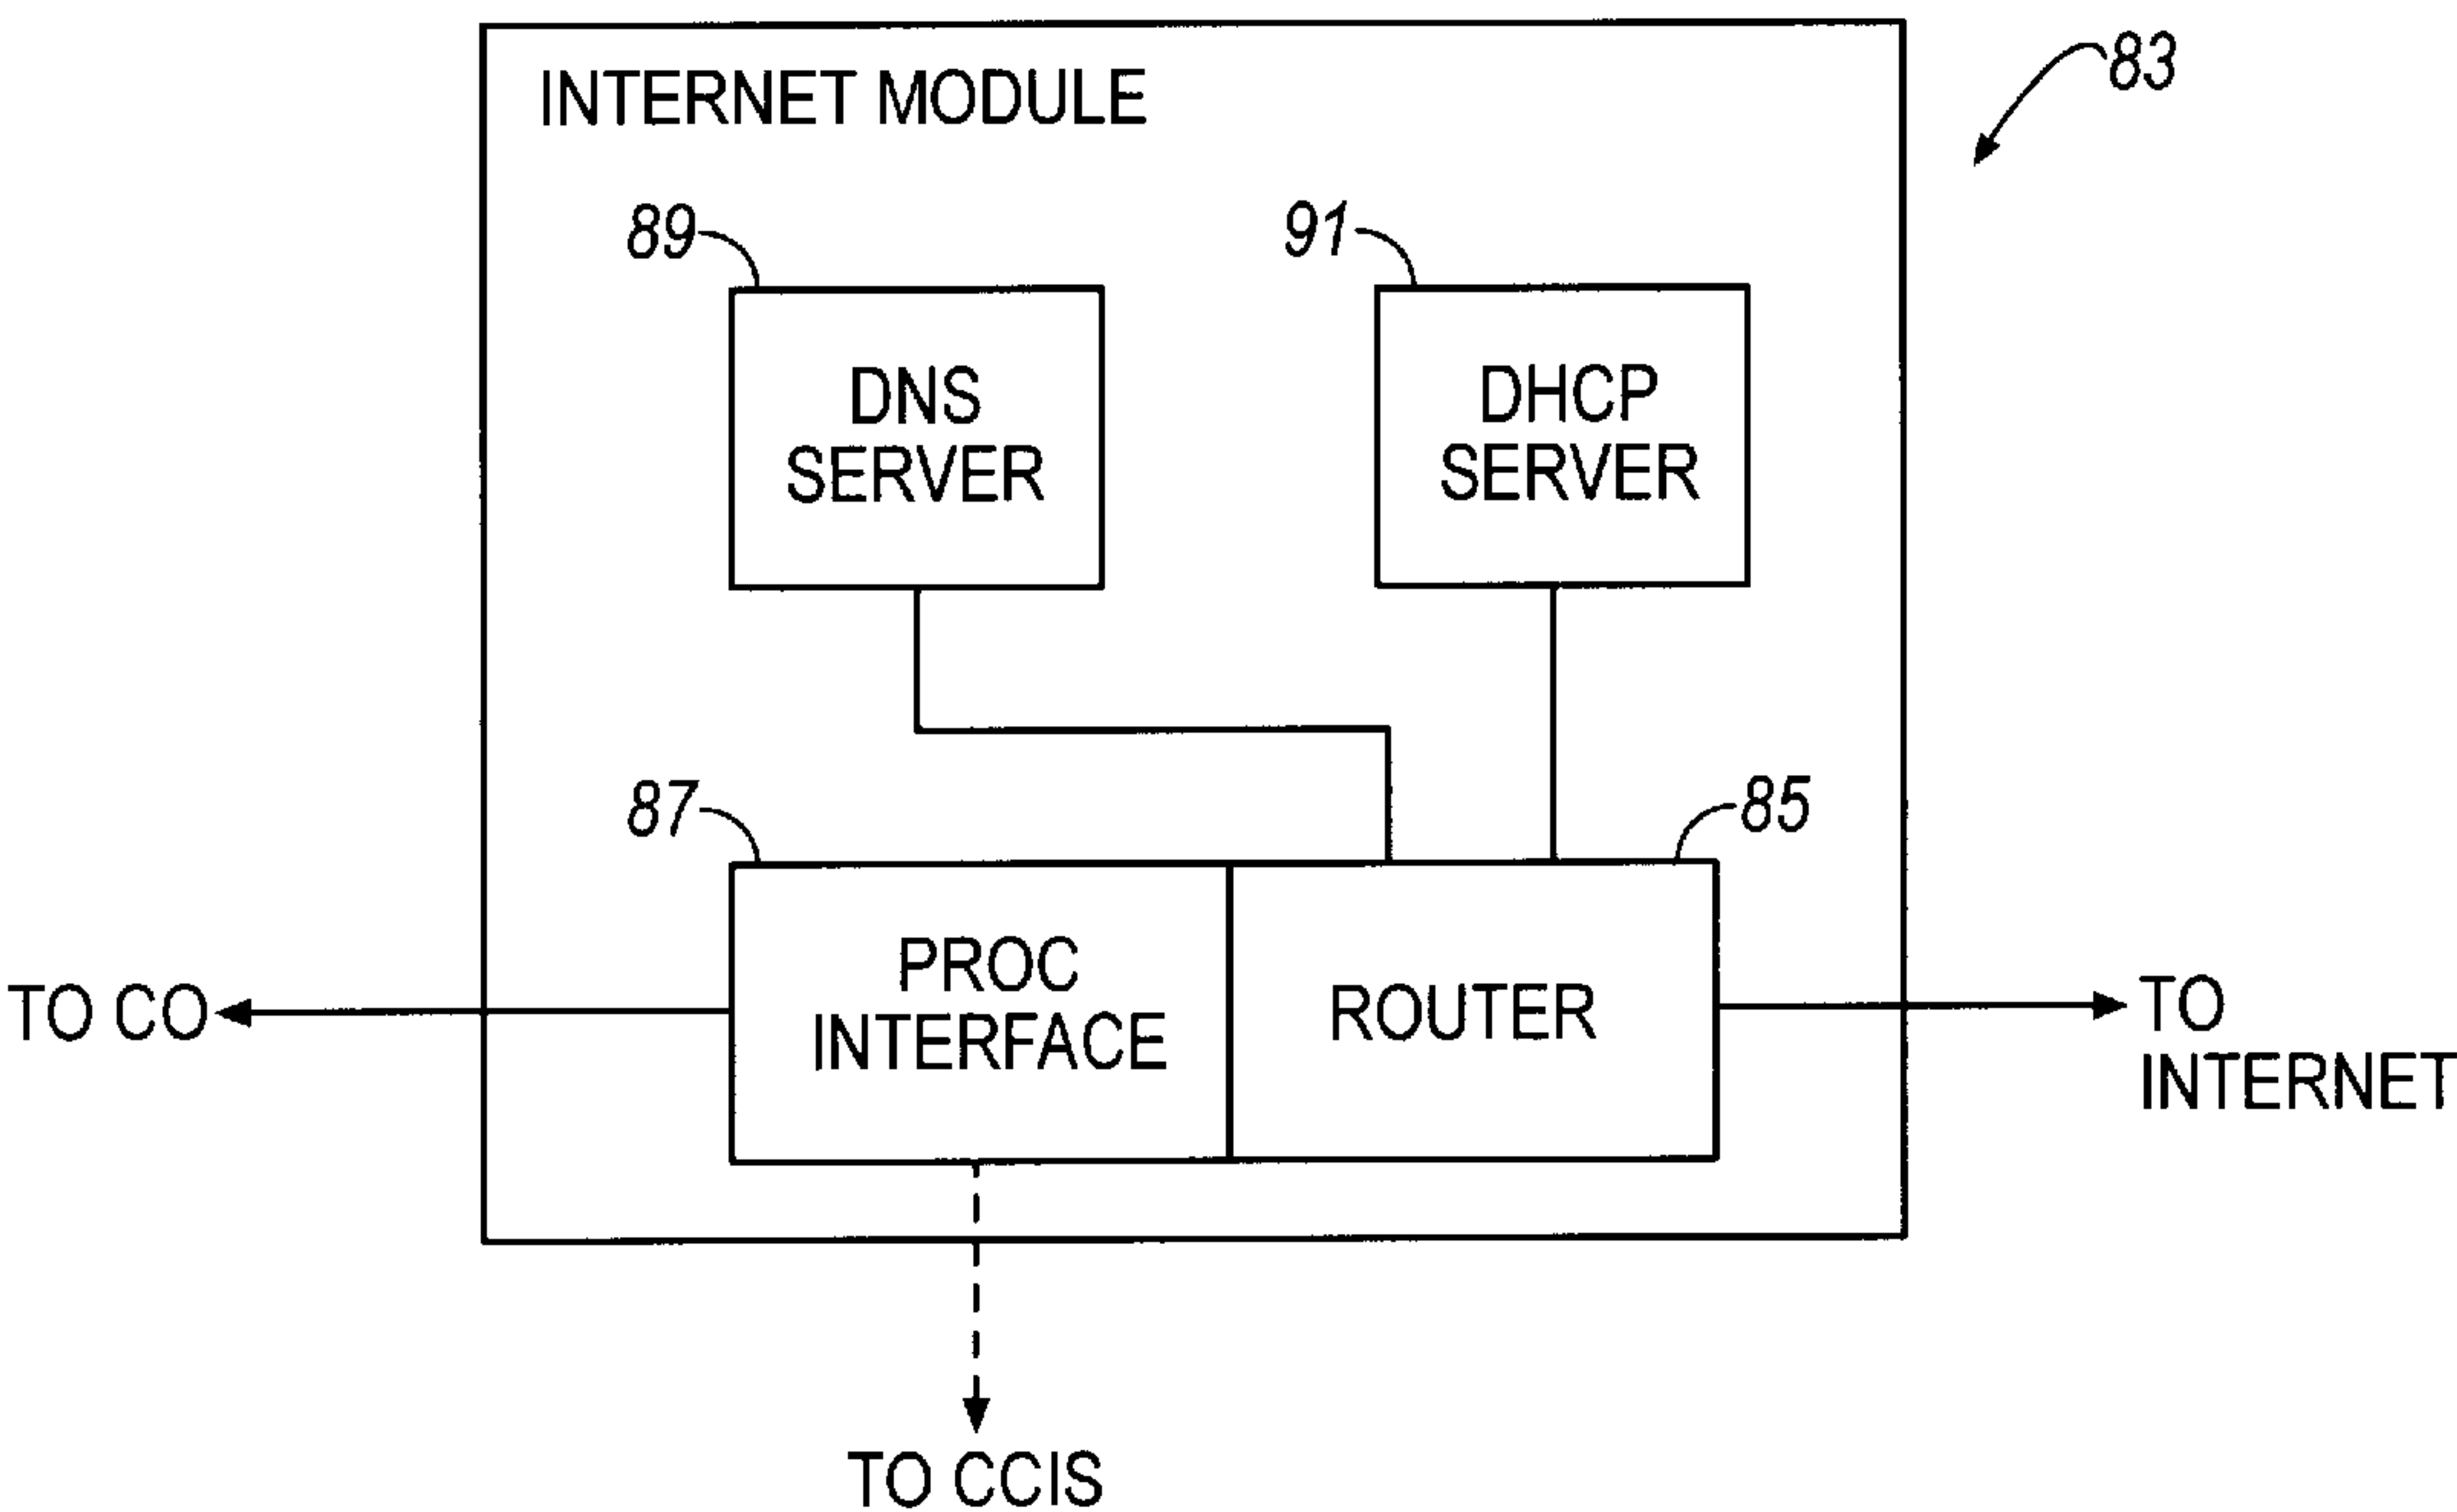 INTERNET MODULE
83
89
91
DNS
SERVER
DHCP
SERVER
87
85
PROC
INTERFACE
ROUTER
TO CO
TO
INTERNET
TO CCIS